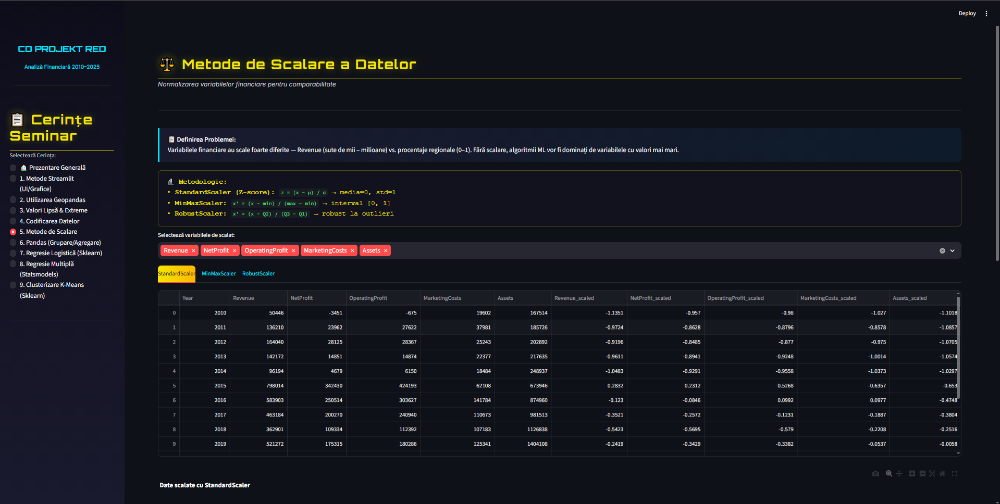 Deploy
CD PROJEKT RED
Analiză Financiară 2010–2025
Cerințe
Seminar
Selectează Cerința:
Prezentare Generală
1. Metode Streamlit
(UI/Grafice)
2. Utilizarea Geopandas
3. Valori Lipsă & Extreme
4. Codificarea Datelor
5. Metode de Scalare
6. Pandas (Grupare/Agregare)
7. Regresie Logistică (Sklearn)
8. Regresie Multiplă
(Statsmodels)
9. Clusterizare K-Means
(Sklearn)
Metode de Scalare a Datelor
Normalizarea variabilelor financiare pentru comparabilitate
Definirea Problemei:
Variabilele financiare au scale foarte diferite — Revenue (sute de mii – milioane) vs. procentaje regionale (0–1). Fără scalare, algoritmii ML vor fi dominați de variabilele cu valori mai mari.
Metodologie:
• StandardScaler (Z-score): z = (x − μ) / σ → media=0, std=1
• MinMaxScaler: x' = (x − min) / (max − min) → interval [0, 1]
• RobustScaler: x' = (x − Q2) / (Q3 − Q1) → robust la outlieri
Selectează variabilele de scalat:
Revenue × NetProfit × OperatingProfit × MarketingCosts × Assets ×
StandardScaler MinMaxScaler RobustScaler
Year Revenue NetProfit OperatingProfit MarketingCosts Assets Revenue_scaled NetProfit_scaled OperatingProfit_scaled MarketingCosts_scaled Assets_scaled
0 2010 50446 -3451 -675 19602 167514 -1.1351 -0.957 -0.98 -1.027 -1.1018
1 2011 136210 23962 27622 37981 185726 -0.9724 -0.8628 -0.8796 -0.8578 -1.0857
2 2012 164040 28125 28367 25243 202892 -0.9196 -0.8485 -0.877 -0.975 -1.0705
3 2013 142172 14851 14874 22377 217635 -0.9611 -0.8941 -0.9248 -1.0014 -1.0574
4 2014 96194 4679 6150 18484 248937 -1.0483 -0.9291 -0.9558 -1.0373 -1.0297
5 2015 798014 342430 424193 62108 673946 0.2832 0.2312 0.5268 -0.6357 -0.653
6 2016 583903 250514 303627 141784 874960 -0.123 -0.0846 0.0992 0.0977 -0.4748
7 2017 463184 200270 240940 110673 981513 -0.3521 -0.2572 -0.1231 -0.1887 -0.3804
8 2018 362901 109334 112392 107183 1126838 -0.5423 -0.5695 -0.579 -0.2208 -0.2516
9 2019 521272 175315 180286 125341 1404108 -0.2419 -0.3429 -0.3382 -0.0537 -0.0058
Date scalate cu StandardScaler